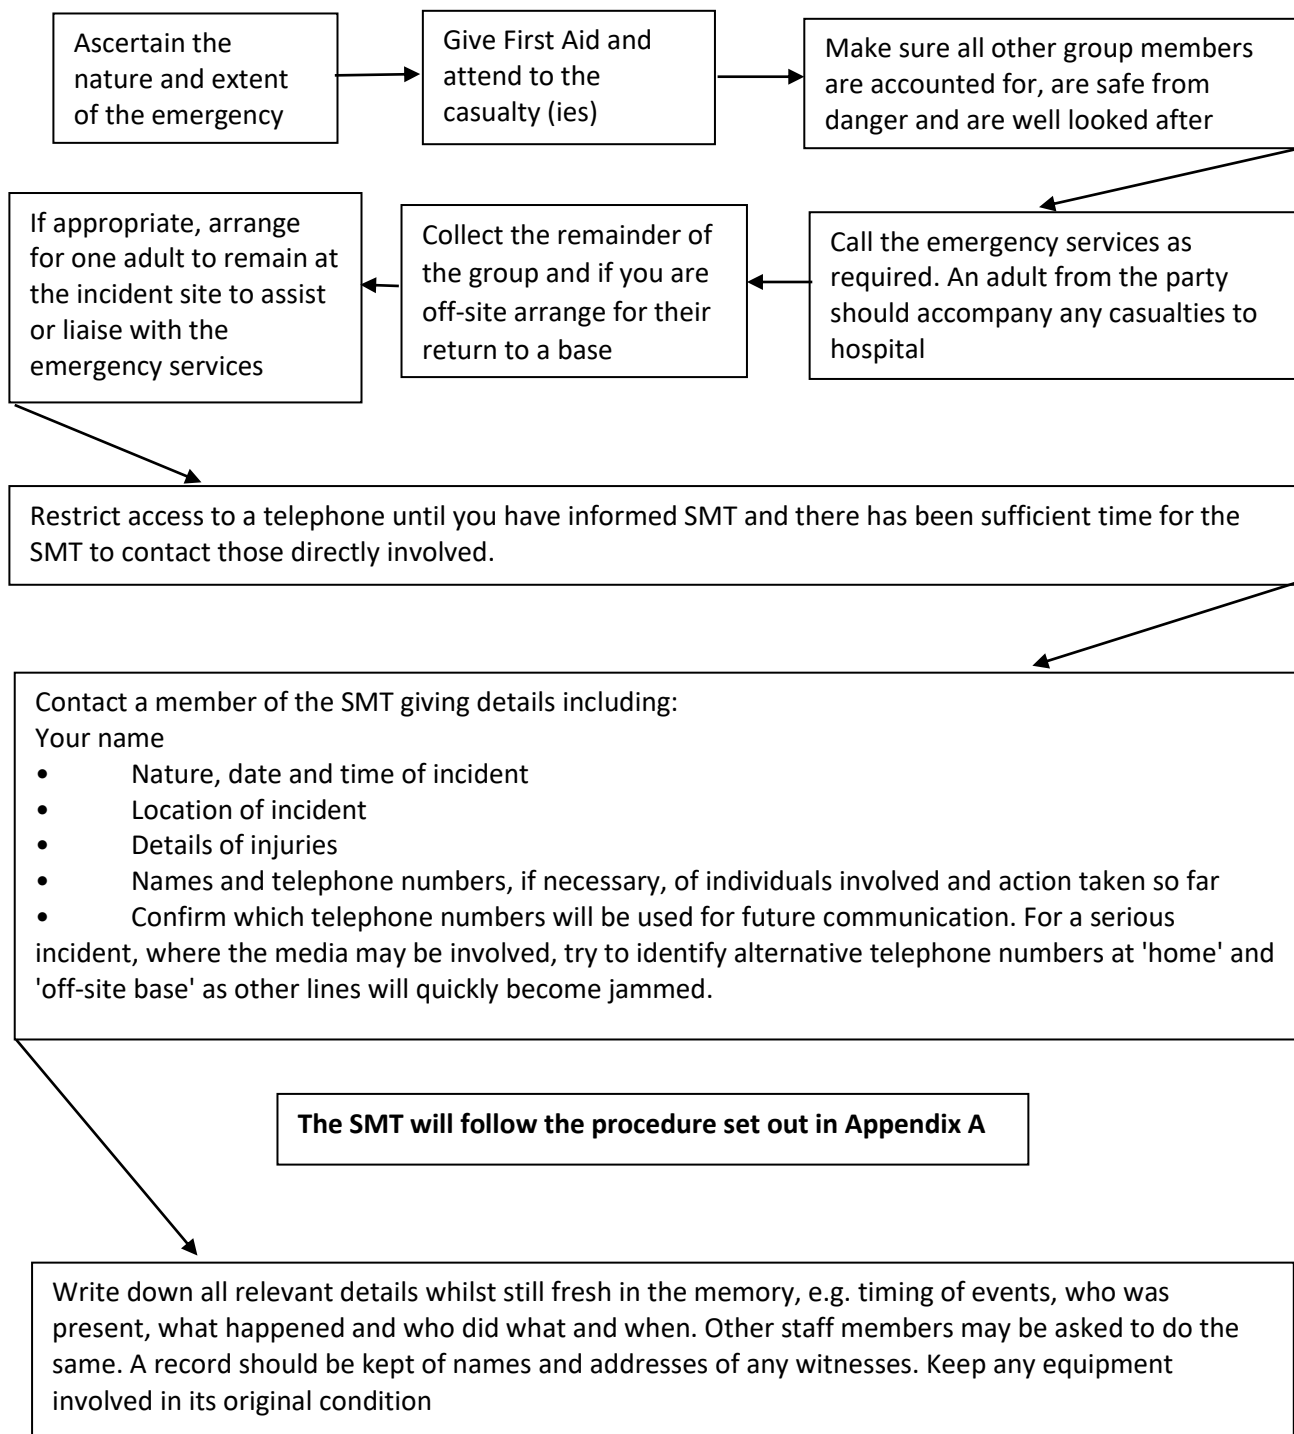 Ascertain the
nature and extent
of the emergency
Give First Aid and
attend to the
casualty (ies)
Make sure all other group members
are accounted for, are safe from
danger and are well looked after
Call the emergency services as
required. An adult from the party
should accompany any casualties to
hospital
Collect the remainder of
the group and if you are
off-site arrange for their
return to a base
If appropriate, arrange
for one adult to remain at
the incident site to assist
or liaise with the
emergency services
Restrict access to a telephone until you have informed SMT and there has been sufficient time for the
SMT to contact those directly involved.
Contact a member of the SMT giving details including:
Your name
• Nature, date and time of incident
• Location of incident
• Details of injuries
• Names and telephone numbers, if necessary, of individuals involved and action taken so far
• Confirm which telephone numbers will be used for future communication. For a serious
incident, where the media may be involved, try to identify alternative telephone numbers at 'home' and
'off-site base' as other lines will quickly become jammed.
The SMT will follow the procedure set out in Appendix A
Write down all relevant details whilst still fresh in the memory, e.g. timing of events, who was
present, what happened and who did what and when. Other staff members may be asked to do the
same. A record should be kept of names and addresses of any witnesses. Keep any equipment
involved in its original condition